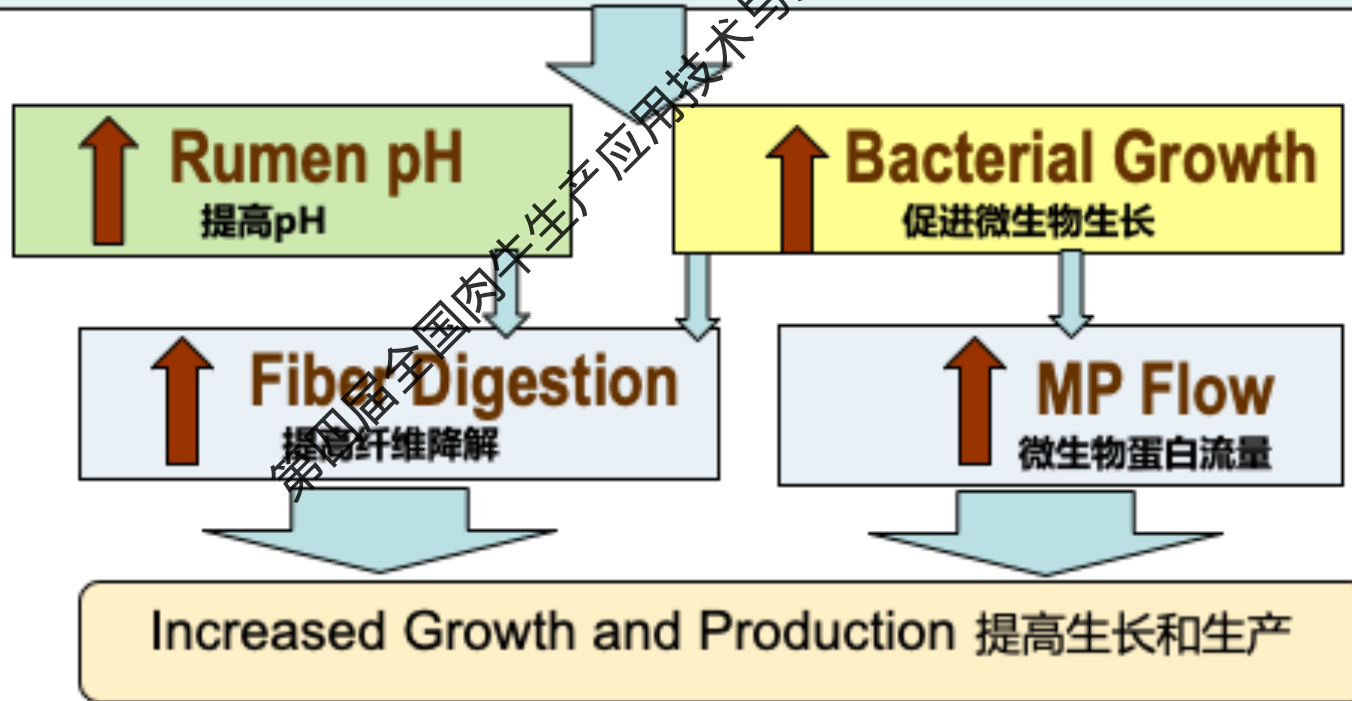 Rumen pH
提高pH
Bacterial Growth
促进微生物生长
Fiber Digestion
提高纤维降解
MP Flow
微生物蛋白流量
Increased Growth and Production 提高生长和生产
第四届全国肉牛生产应用技术与